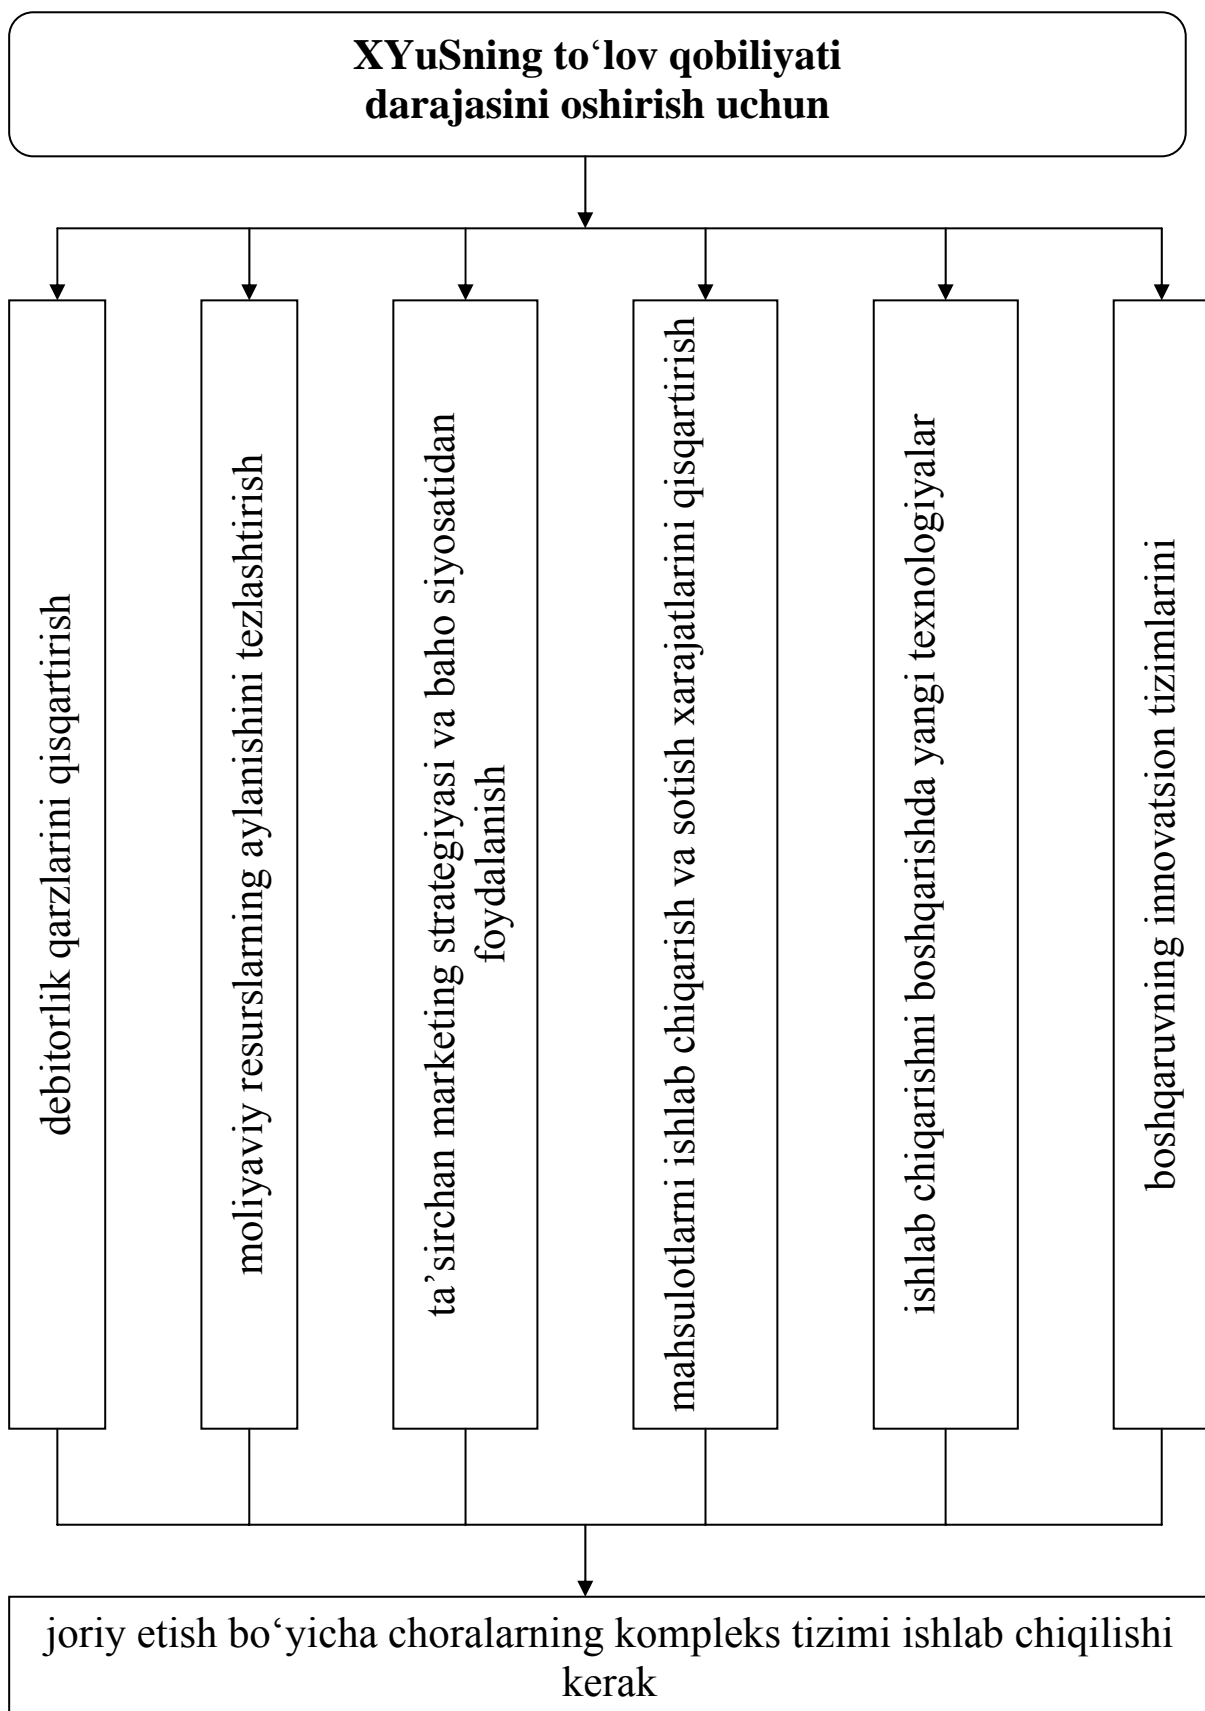 XYuSning to‘lov qobiliyati
darajasini oshirish uchun
debitorlik qarzlarini qisqartirish
moliyaviy resurslarning aylanishini tezlashtirish
ta’sirchan marketing strategiyasi va baho siyosatidan
foydalanish
mahsulotlarni ishlab chiqarish va sotish xarajatlarini qisqartirish
ishlab chiqarishni boshqarishda yangi texnologiyalar
boshqaruvning innovatsion tizimlarini
joriy etish bo‘yicha choralarning kompleks tizimi ishlab chiqilishi
kerak